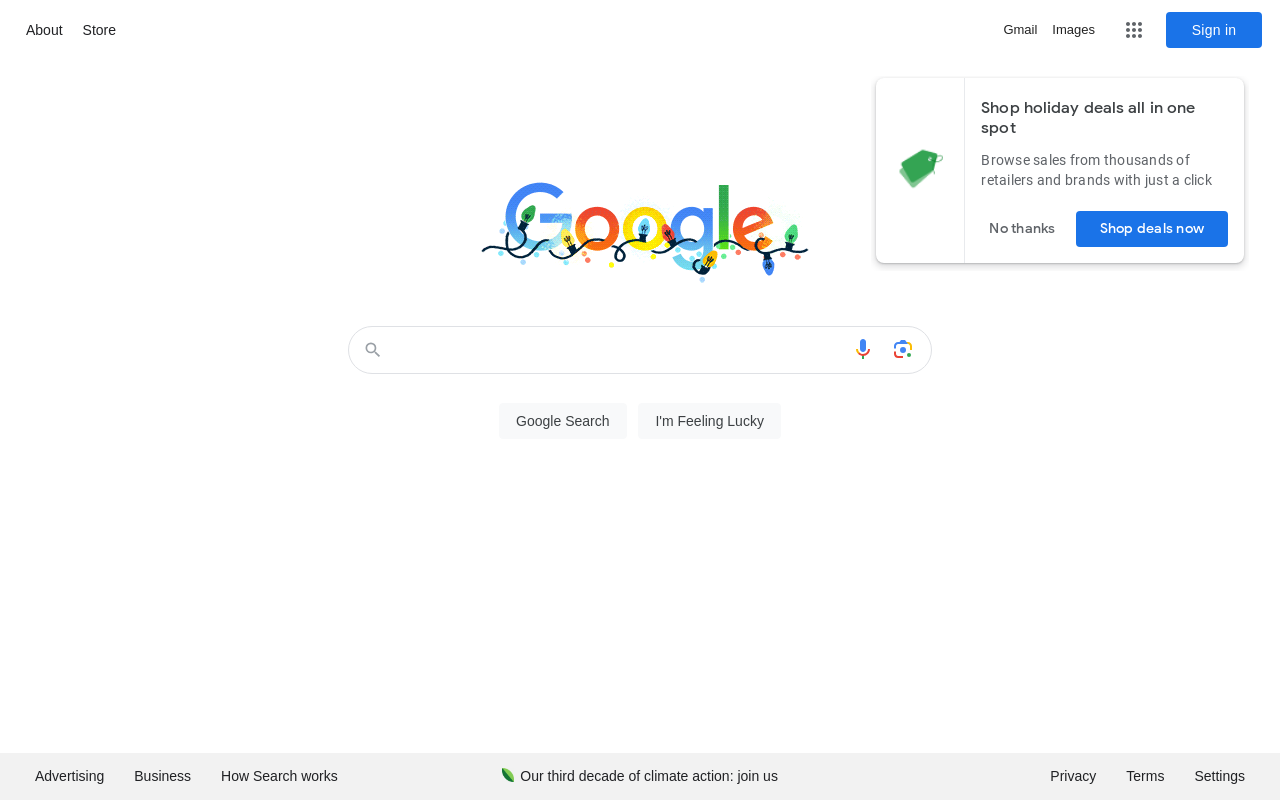 About Store
Gmail Images Sign in
Shop holiday deals all in one
spot
Browse sales from thousands of
retailers and brands with just a click
No thanks Shop deals now
Google
Google Search I'm Feeling Lucky
Advertising Business How Search works
Our third decade of climate action: join us
Privacy Terms Settings